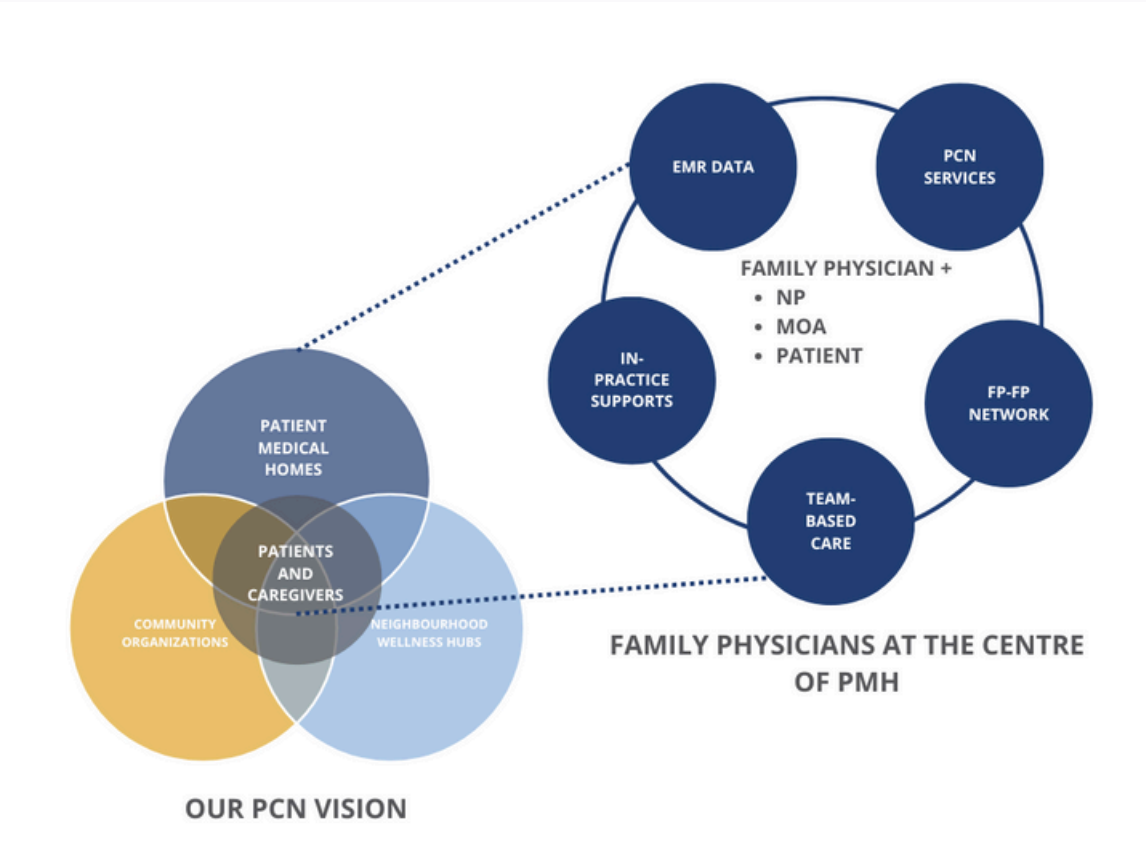 EMR DATA
PCN
SERVICES
FAMILY PHYSICIAN +
• NP
• MOA
• PATIENT
IN-
PRACTICE
SUPPORTS
FP-FP
NETWORK
TEAM-
BASED
CARE
FAMILY PHYSICIANS AT THE CENTRE
OF PMH
PATIENT
MEDICAL
HOMES
PATIENTS
AND
CAREGIVERS
COMMUNITY
ORGANIZATIONS
NEIGHBOURHOOD
WELLNESS HUBS
OUR PCN VISION